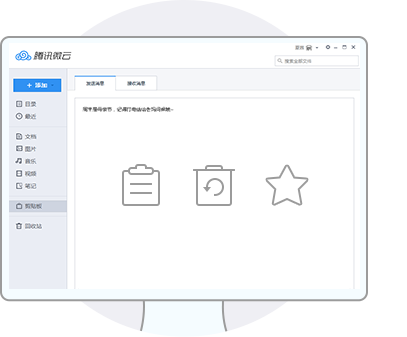 腾讯微云
搜索全部文件
+ 添加
发送消息
接收消息
目录
最近
文档
图片
音乐
视频
笔记
剪贴板
回收站